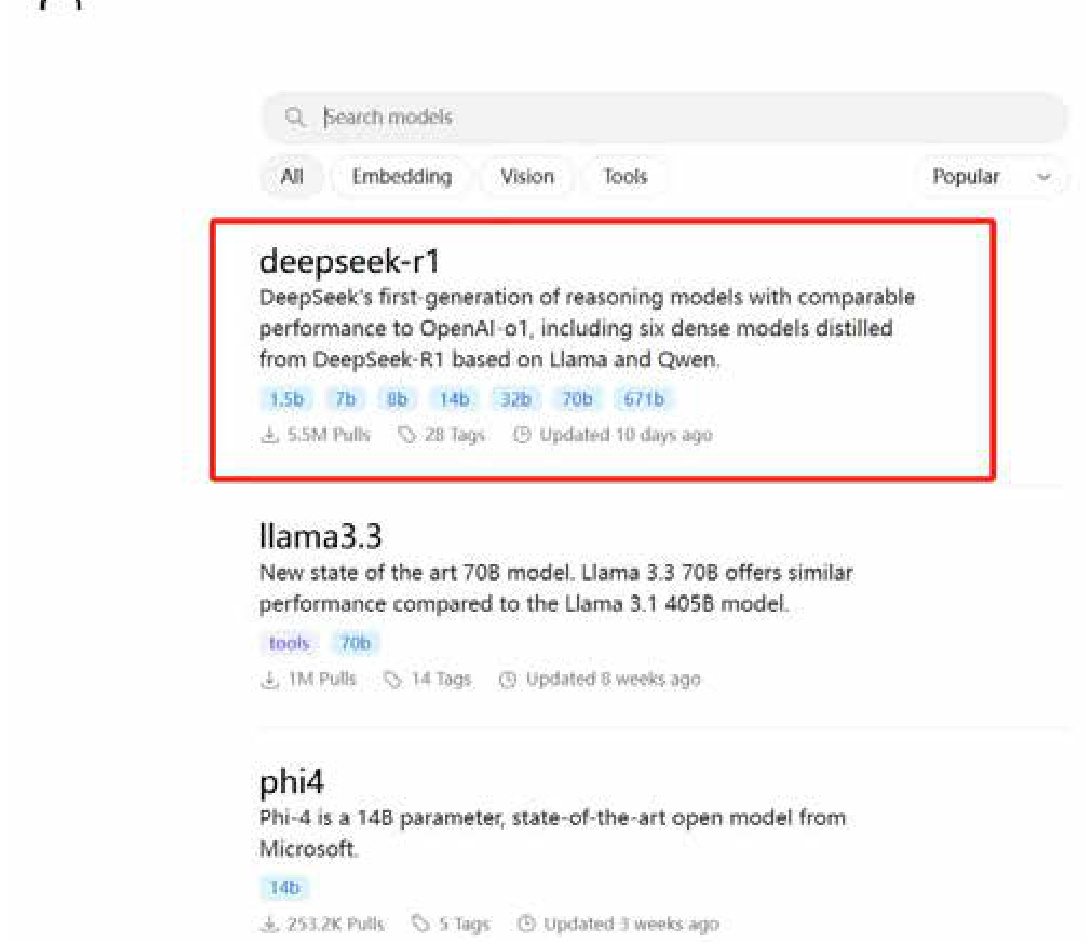 Search models
All Embedding Vision Tools Popular
deepseek-r1
DeepSeek's first-generation of reasoning models with comparable
performance to OpenAI-o1, including six dense models distilled
from DeepSeek-R1 based on Llama and Qwen.
1.5b 7b 8b 14b 32b 70b 671b
5.5M Pulls 28 Tags Updated 10 days ago
llama3.3
New state of the art 70B model. Llama 3.3 70B offers similar
performance compared to the Llama 3.1 405B model.
tools 70b
1M Pulls 14 Tags Updated 8 weeks ago
phi4
Phi-4 is a 14B parameter, state-of-the-art open model from
Microsoft.
14b
253.2K Pulls 5 Tags Updated 3 weeks ago